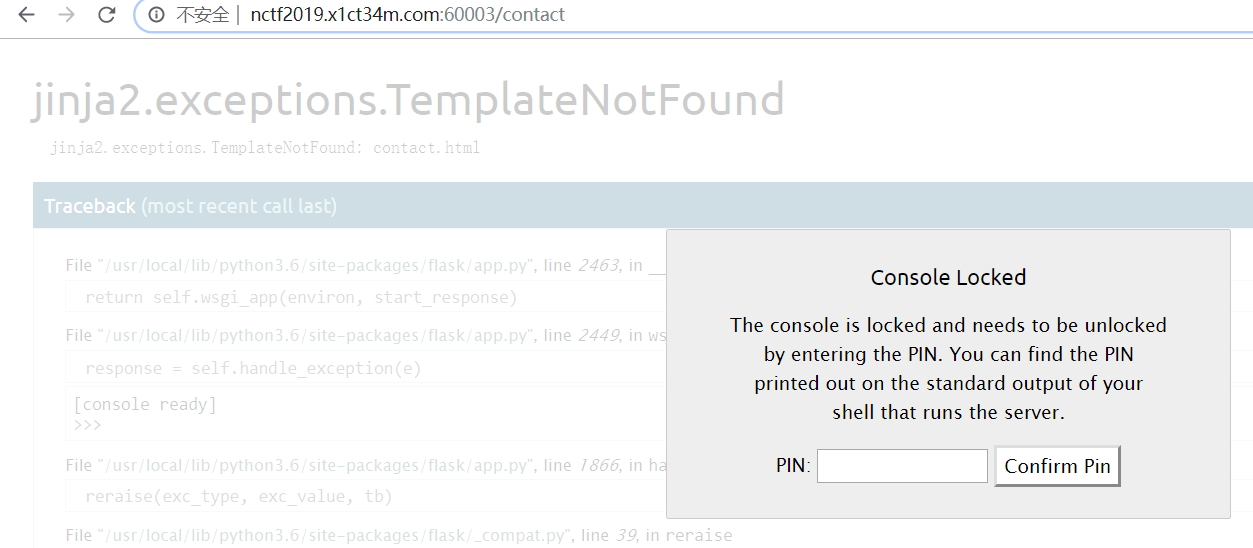 不安全 | nctf2019.x1ct34m.com:60003/contact
jinja2.exceptions.TemplateNotFound
jinja2.exceptions.TemplateNotFound: contact.html
Traceback (most recent call last)
File "/usr/local/lib/python3.6/site-packages/flask/app.py", line 2463, in __
return self.wsgi_app(environ, start_response)
File "/usr/local/lib/python3.6/site-packages/flask/app.py", line 2449, in ws
response = self.handle_exception(e)
[console ready]
>>>
File "/usr/local/lib/python3.6/site-packages/flask/app.py", line 1866, in ha
reraise(exc_type, exc_value, tb)
File "/usr/local/lib/python3.6/site-packages/flask/_compat.py", line 39, in reraise
Console Locked
The console is locked and needs to be unlocked
by entering the PIN. You can find the PIN
printed out on the standard output of your
shell that runs the server.
PIN: Confirm Pin